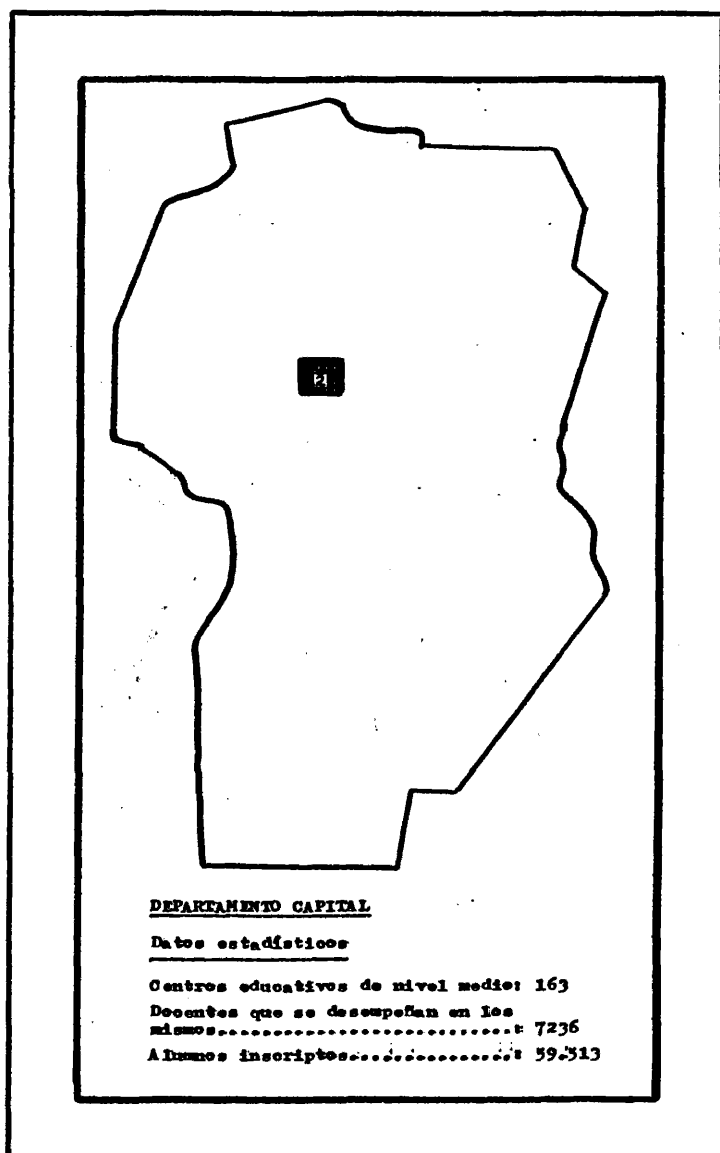 2
DEPARTAMENTO CAPITAL
Datos estadísticos
Centros educativos de nivel medio: 163
Docentes que se desempeñan en los
mismos..............................: 7236
Alumnos inscriptos................: 59.513